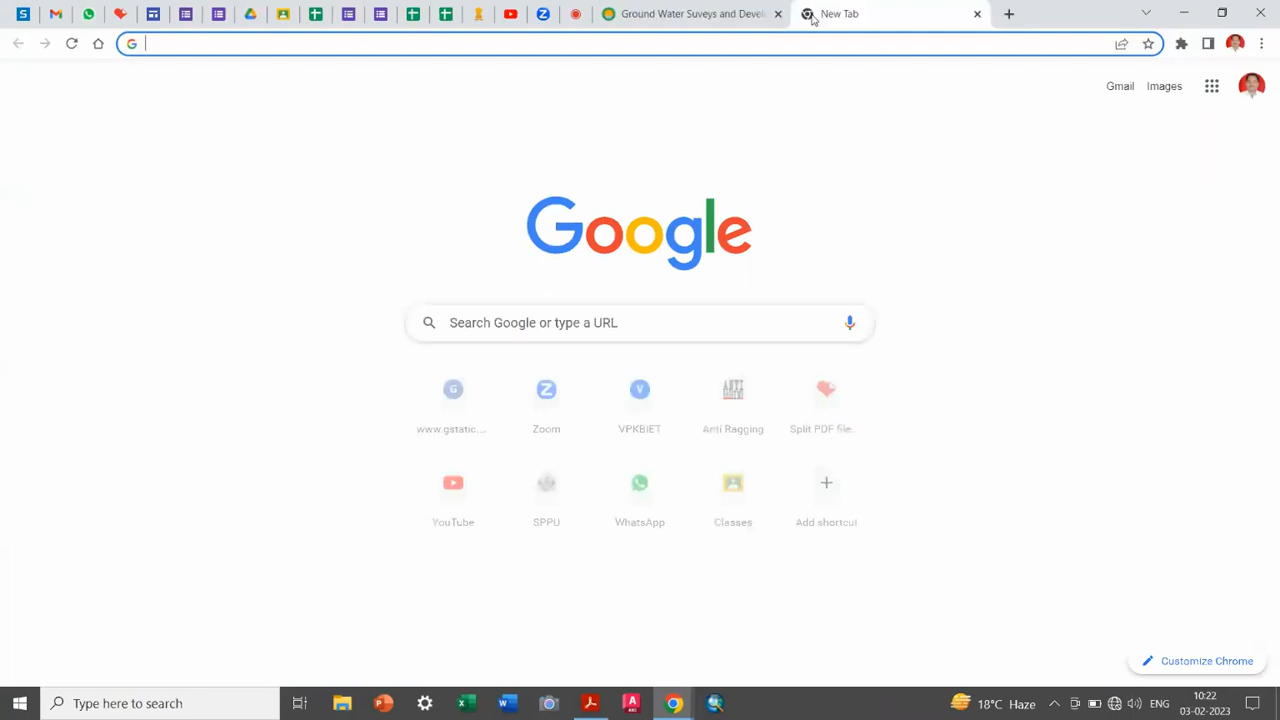 Ground Water Suveys and Devel
New Tab
Gmail
Images
Google
Search Google or type a URL
www.gstatic....
Zoom
VPKBIET
Anti Ragging
Split PDF file...
YouTube
SPPU
WhatsApp
Classes
Add shortcut
Customize Chrome
Type here to search
18°C Haze
ENG
10:22
03-02-2023